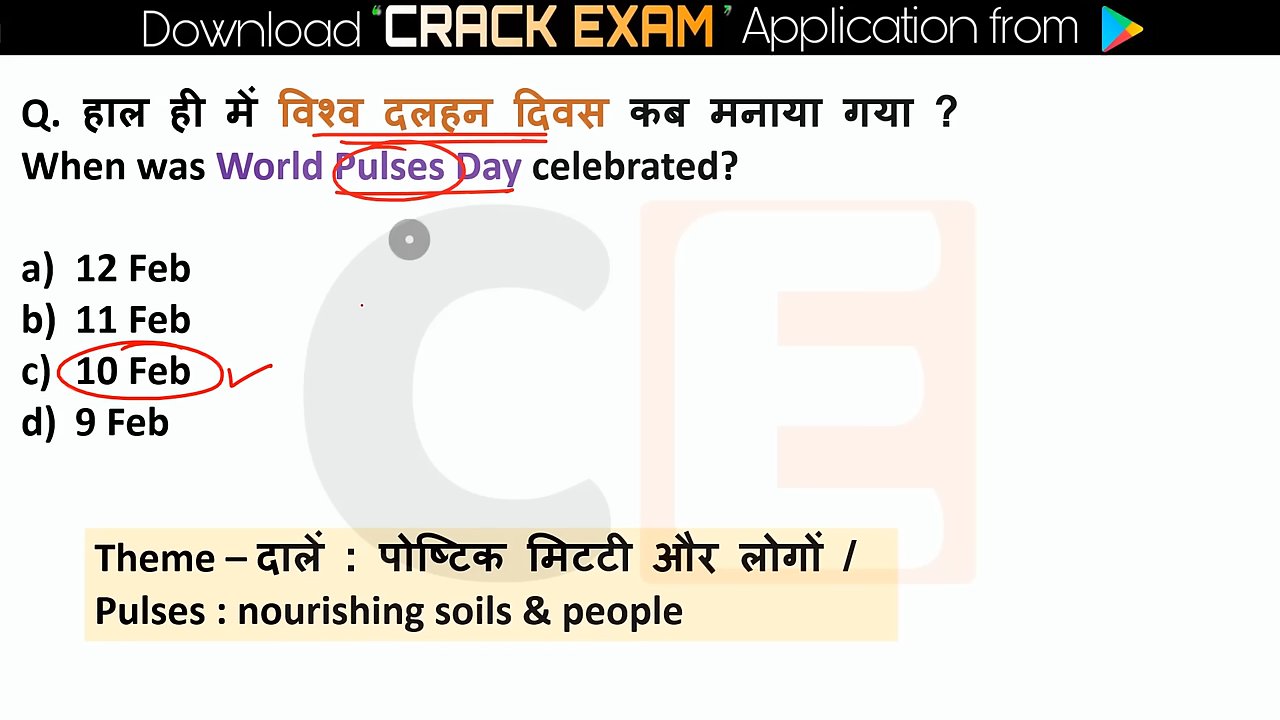 Download “CRACK EXAM” Application from
Q. हाल ही में विश्व दलहन दिवस कब मनाया गया ?
When was World Pulses Day celebrated?
a) 12 Feb
b) 11 Feb
c) 10 Feb
d) 9 Feb
CE
Theme – दालें : पोष्टिक मिटटी और लोगों /
Pulses : nourishing soils & people